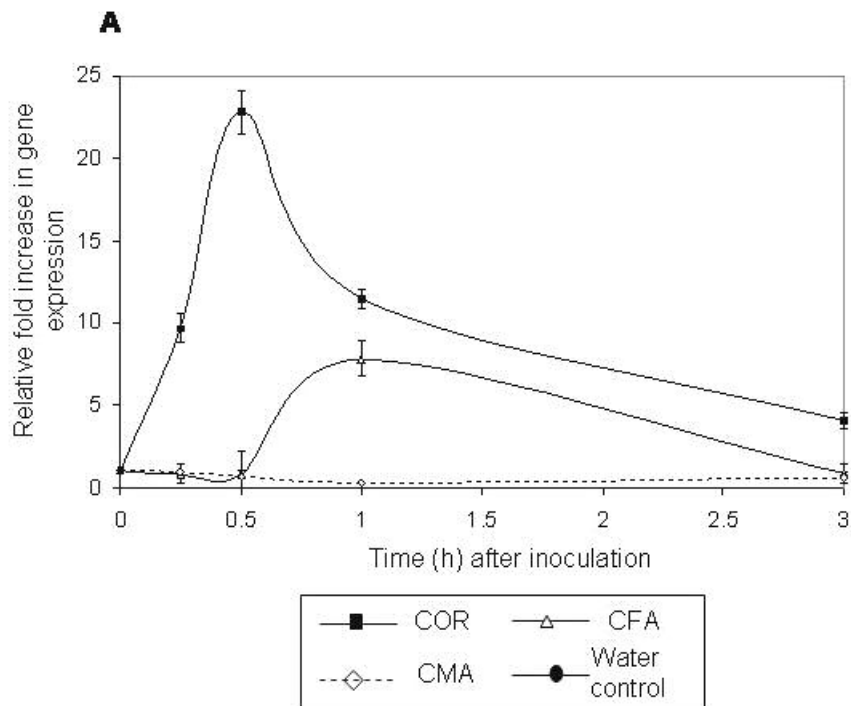 A
Relative fold increase in gene
expression
25
20
15
10
5
0
0 0.5 1 1.5 2 2.5 3
Time (h) after inoculation
COR CFA
CMA Water
control